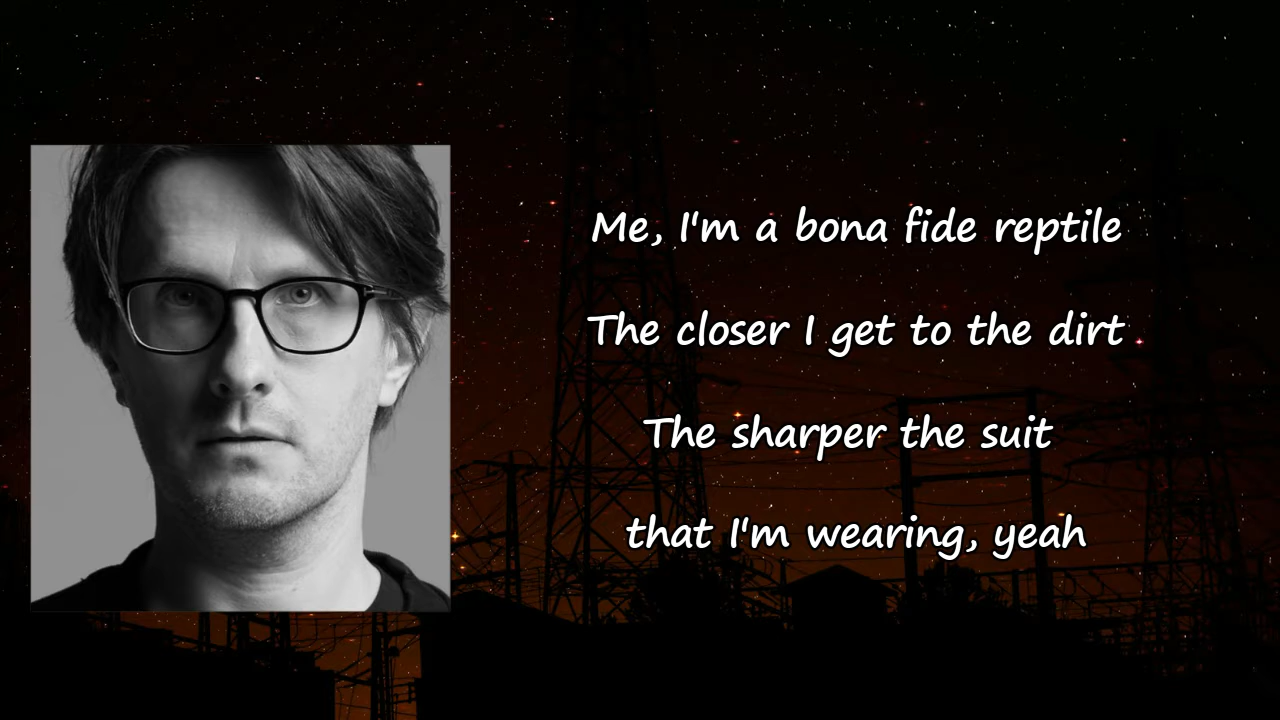 Me, I'm a bona fide reptile
The closer I get to the dirt
The sharper the suit
that I'm wearing, yeah